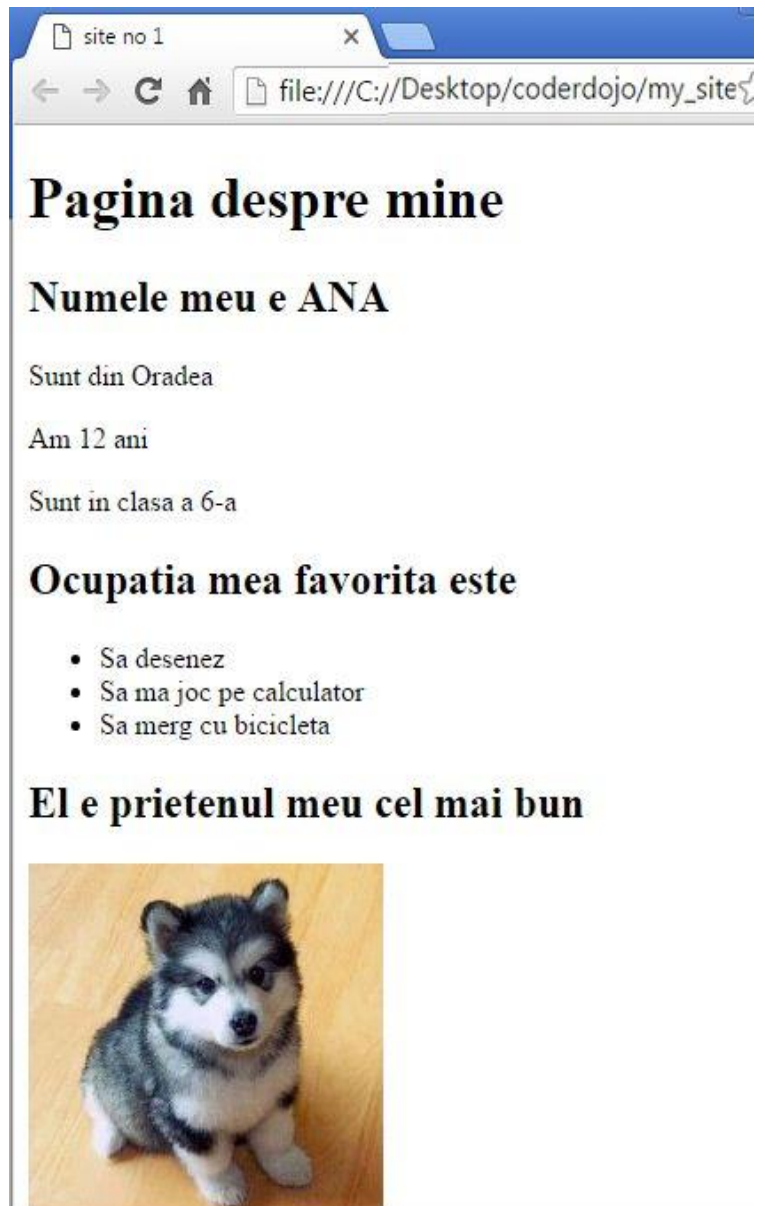 site no 1
file:///C://Desktop/coderdojo/my_site
Pagina despre mine
Numele meu e ANA
Sunt din Oradea
Am 12 ani
Sunt in clasa a 6-a
Ocupatia mea favorita este
Sa desenez
Sa ma joc pe calculator
Sa merg cu bicicleta
El e prietenul meu cel mai bun